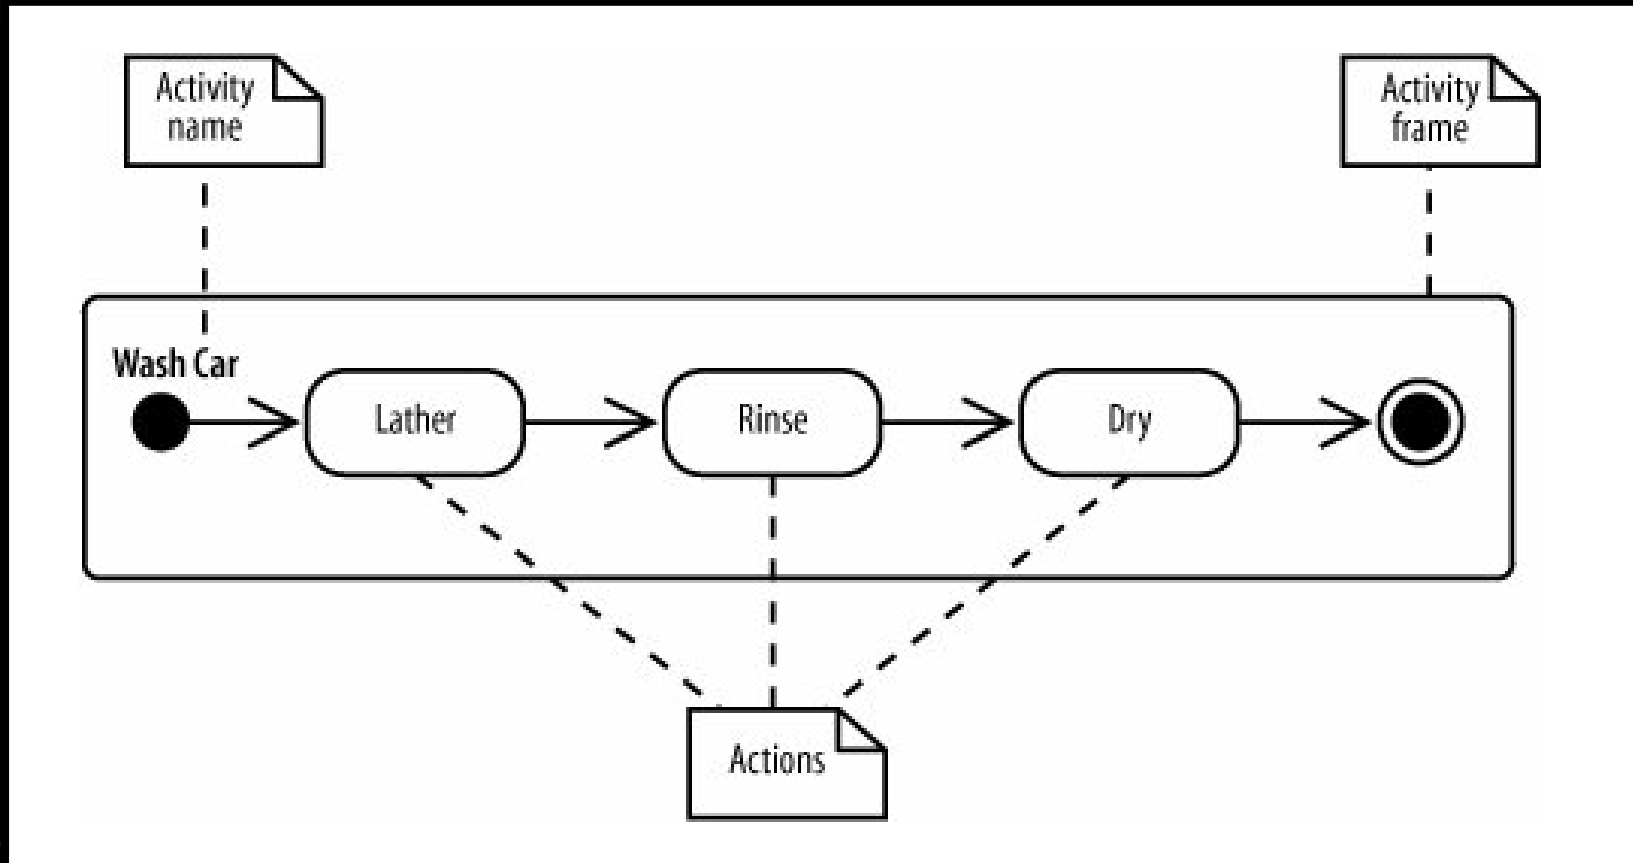 Activity
name
Activity
frame
Wash Car
Lather
Rinse
Dry
Actions